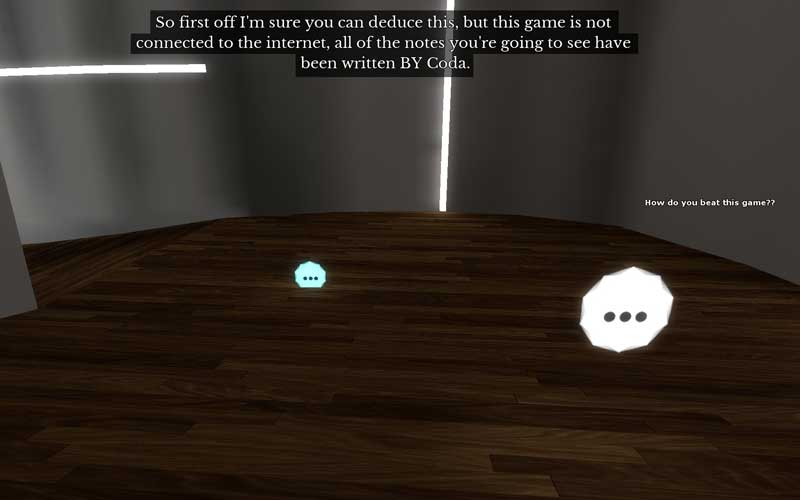 So first off I'm sure you can deduce this, but this game is not
connected to the internet, all of the notes you're going to see have
been written BY Coda.
How do you beat this game??